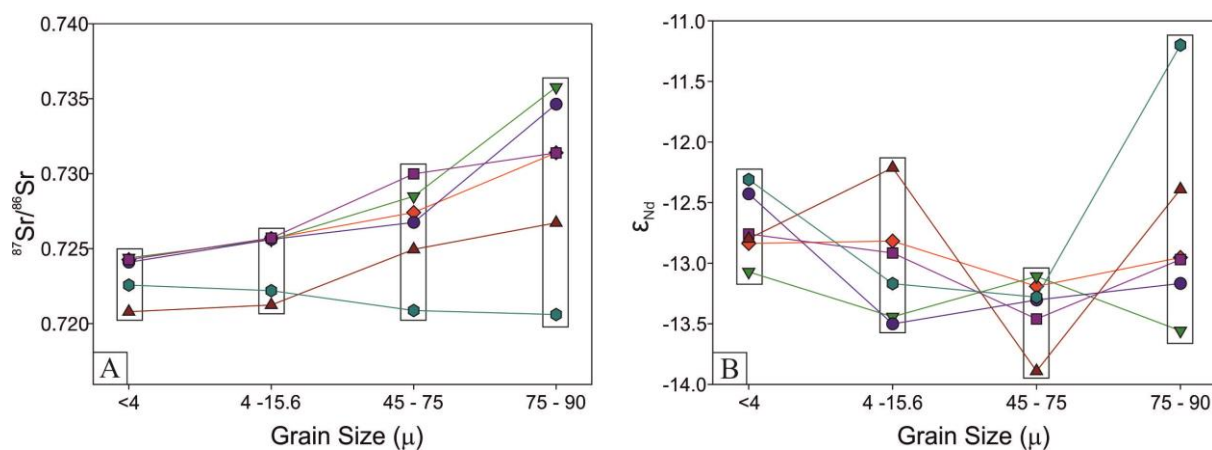 0.740
0.735
0.730
0.725
0.720
⁸⁷Sr/⁸⁶Sr
A
<4
4 -15.6
45 - 75
75 - 90
Grain Size (μ)
-11.0
-11.5
-12.0
-12.5
-13.0
-13.5
-14.0
εNd
B
<4
4 -15.6
45 - 75
75 - 90
Grain Size (μ)